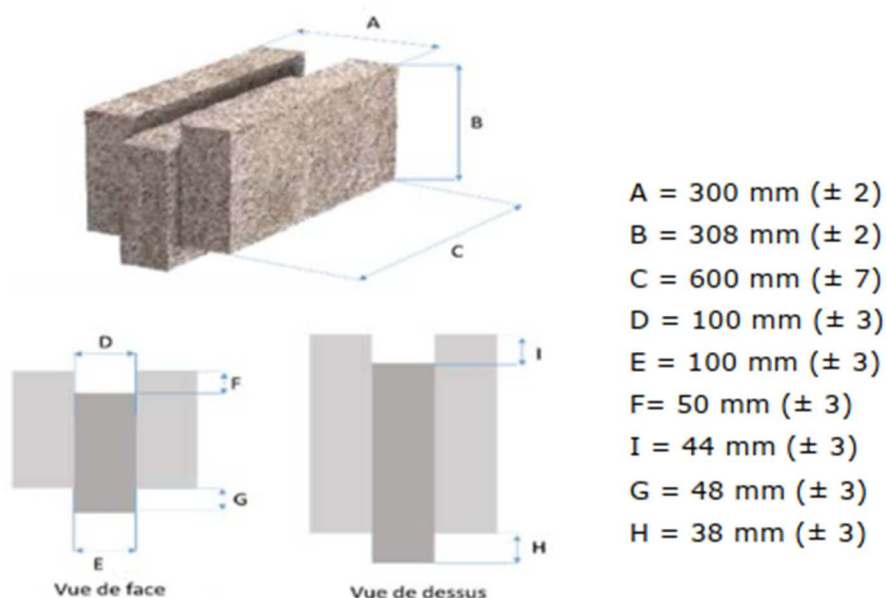 A
B
C
A = 300 mm (± 2)
B = 308 mm (± 2)
C = 600 mm (± 7)
D = 100 mm (± 3)
E = 100 mm (± 3)
F= 50 mm (± 3)
I = 44 mm (± 3)
G = 48 mm (± 3)
H = 38 mm (± 3)
D
F
G
E
Vue de face
I
H
Vue de dessus